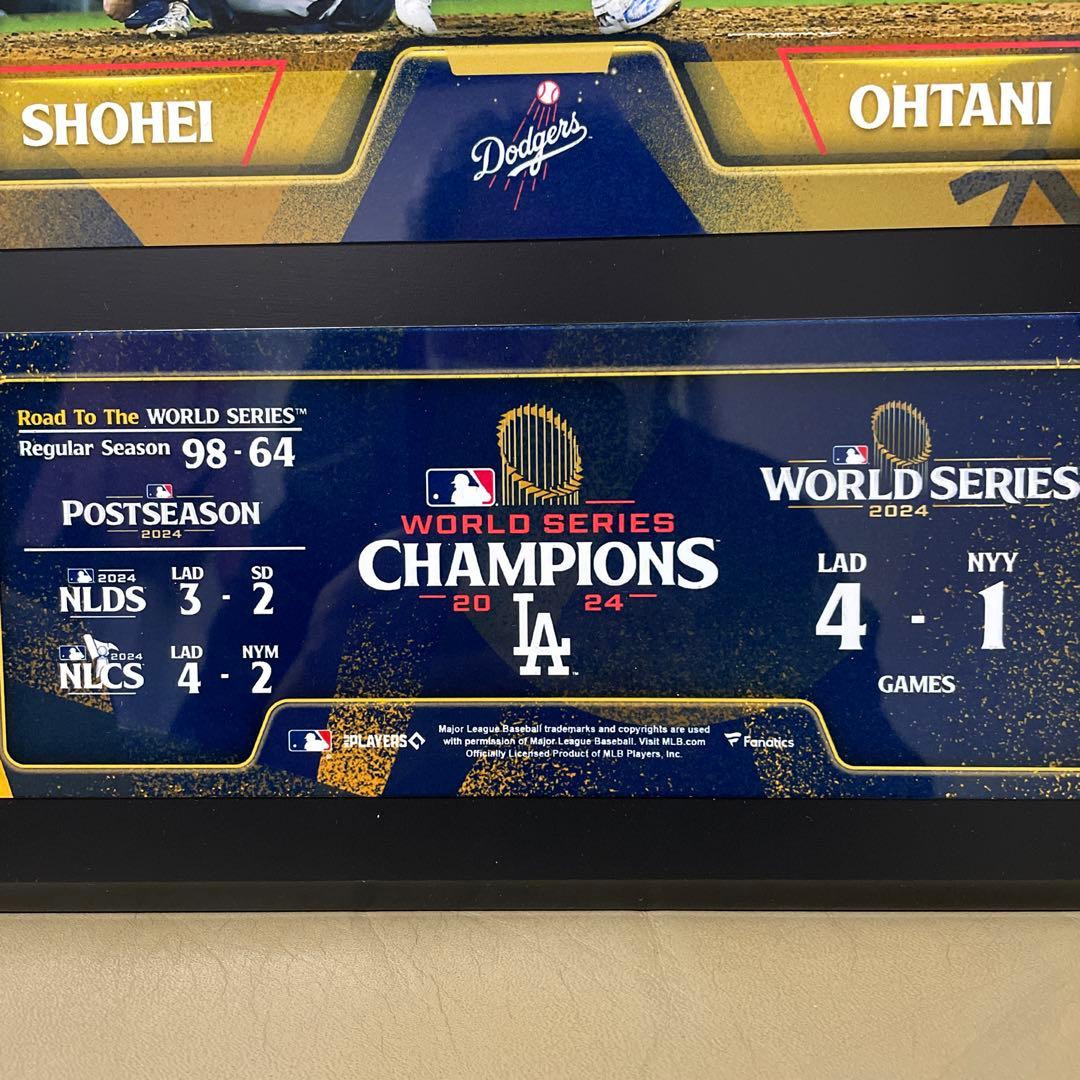 SHOHEI
OHTANI
Dodgers
Road To The WORLD SERIES™
Regular Season 98 - 64
POSTSEASON
2024
2024
NLDS
LAD SD
3 - 2
2024
NLCS
LAD NYM
4 - 2
WORLD SERIES
CHAMPIONS™
20 24
LA™
WORLD SERIES
2024
LAD NYY
4 - 1
GAMES
PLAYERS
Major League Baseball trademarks and copyrights are used
with permission of Major League Baseball. Visit MLB.com
Officially Licensed Product of MLB Players, Inc.
Fanatics